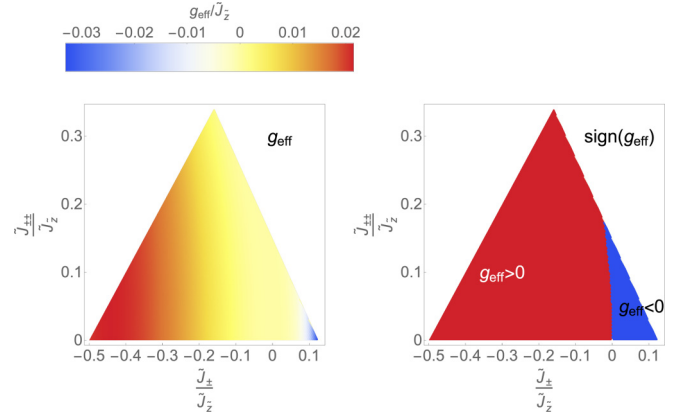 g_eff/J̃_z̃
−0.03 −0.02 −0.01 0 0.01 0.02
g_eff
sign(g_eff)
0.3
0.2
0.1
0
J̃_±±
J̃_z̃
−0.5 −0.4 −0.3 −0.2 −0.1 0 0.1
J̃_±
J̃_z̃
0.3
0.2
0.1
0
J̃_±±
J̃_z̃
g_eff>0
g_eff<0
−0.5 −0.4 −0.3 −0.2 −0.1 0 0.1
J̃_±
J̃_z̃